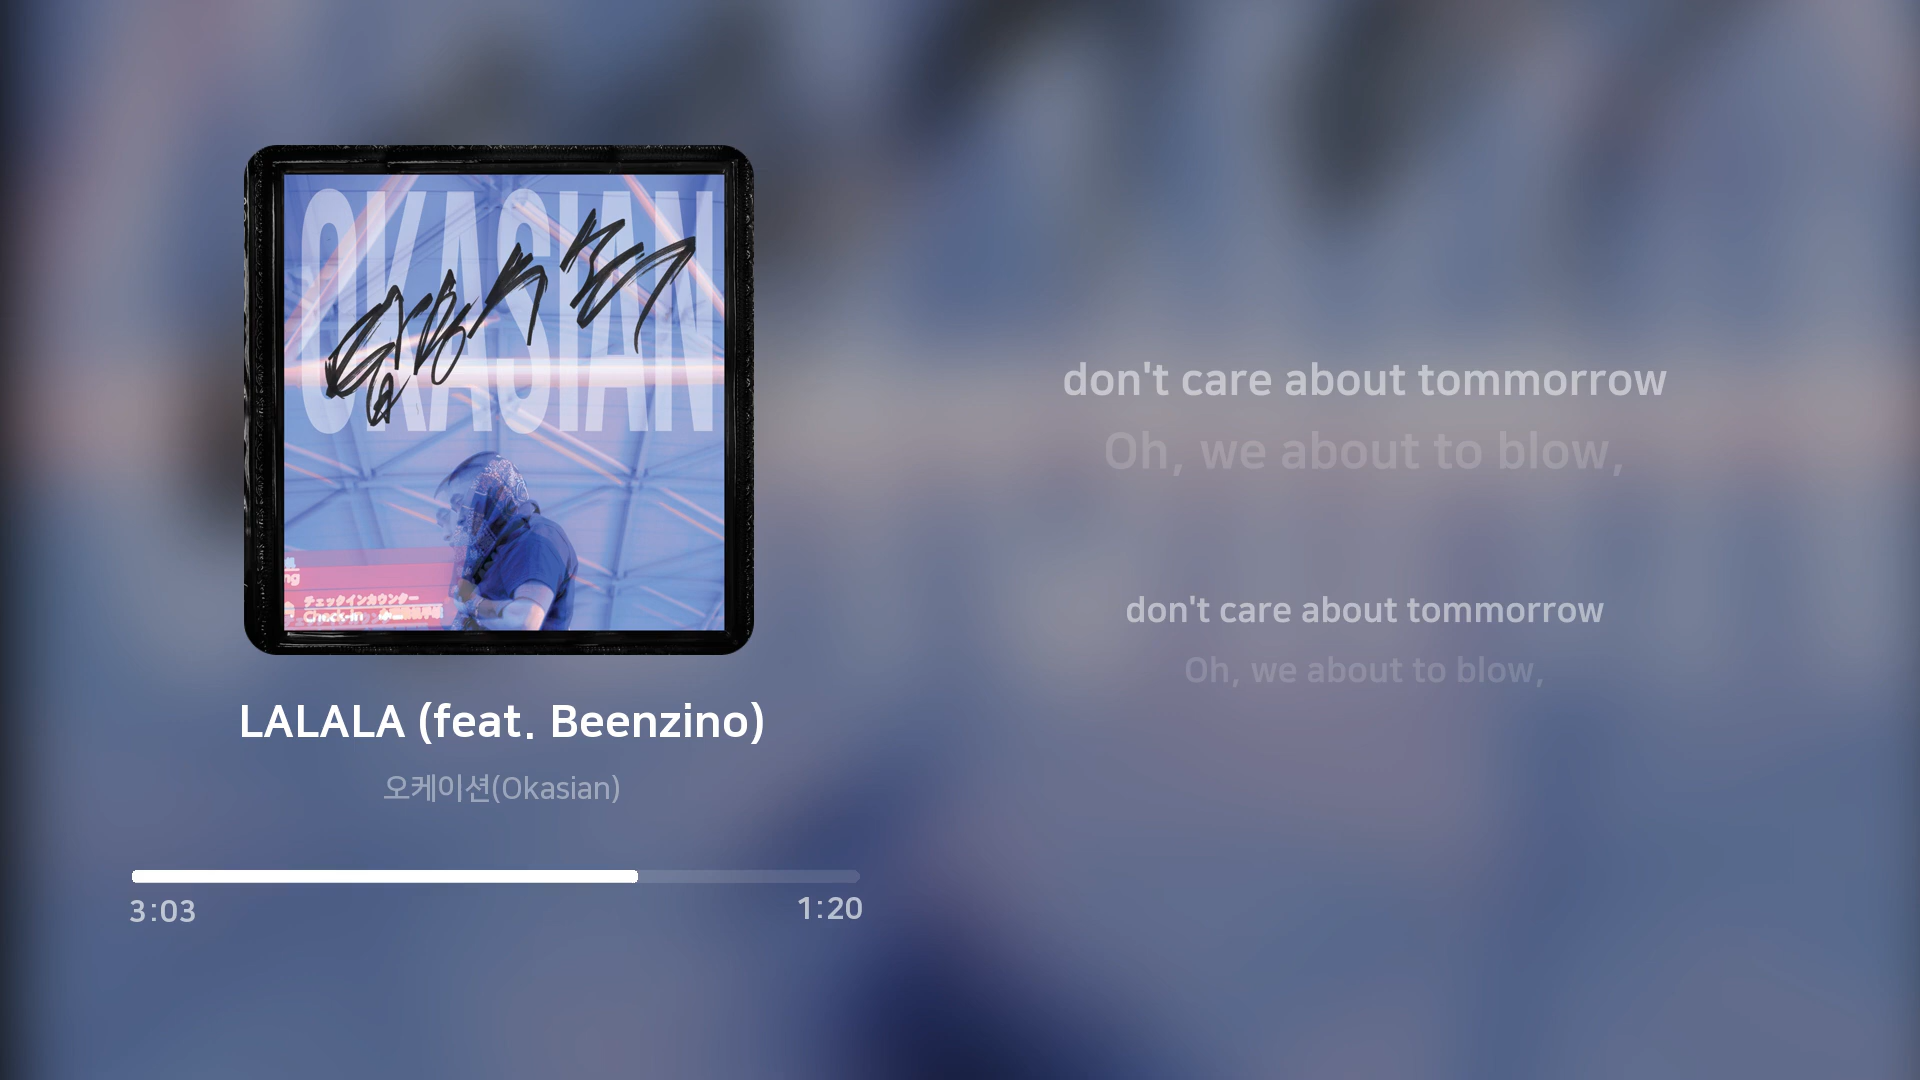 OKASIAN
ng
チェックインカウンター
Check-in
LALALA (feat. Beenzino)
오케이션(Okasian)
3:03
1:20
don't care about tommorrow
Oh, we about to blow,
don't care about tommorrow
Oh, we about to blow,